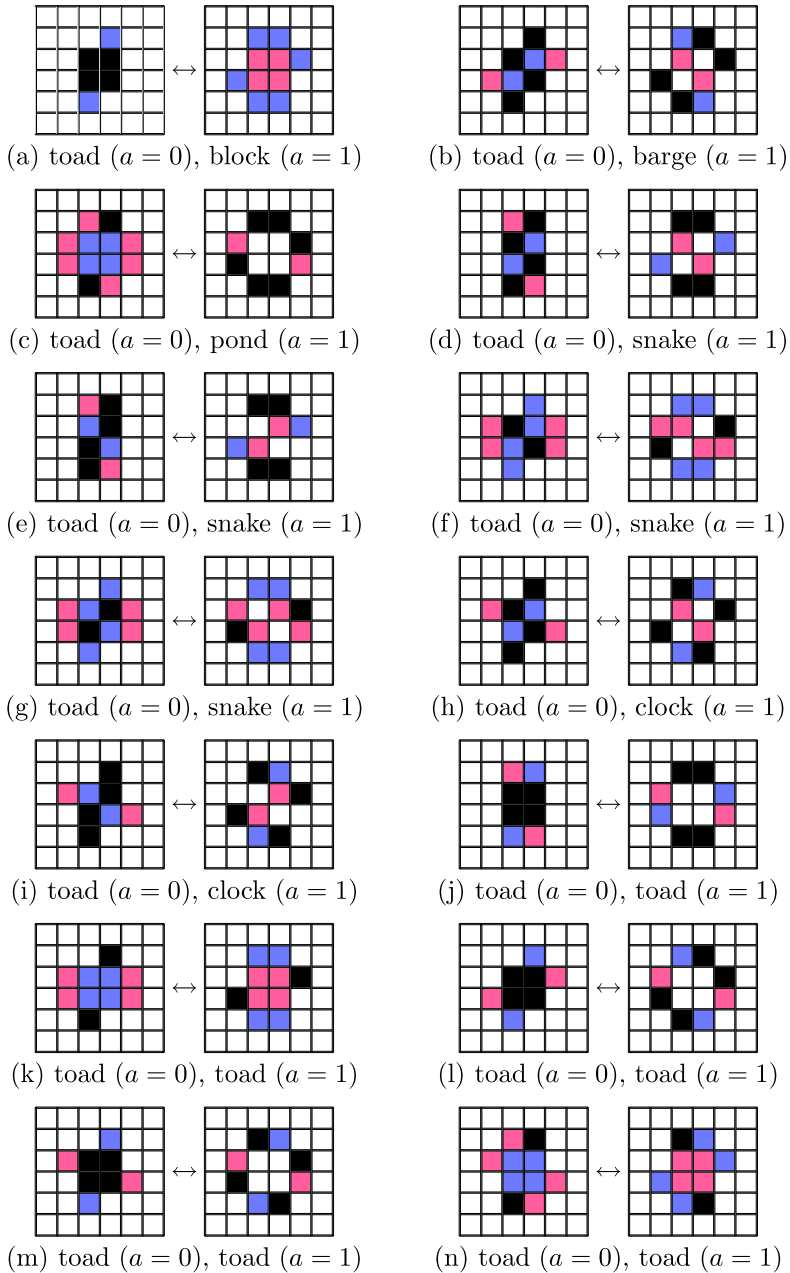 (a) toad (a = 0), block (a = 1)
(b) toad (a = 0), barge (a = 1)
(c) toad (a = 0), pond (a = 1)
(d) toad (a = 0), snake (a = 1)
(e) toad (a = 0), snake (a = 1)
(f) toad (a = 0), snake (a = 1)
(g) toad (a = 0), snake (a = 1)
(h) toad (a = 0), clock (a = 1)
(i) toad (a = 0), clock (a = 1)
(j) toad (a = 0), toad (a = 1)
(k) toad (a = 0), toad (a = 1)
(l) toad (a = 0), toad (a = 1)
(m) toad (a = 0), toad (a = 1)
(n) toad (a = 0), toad (a = 1)